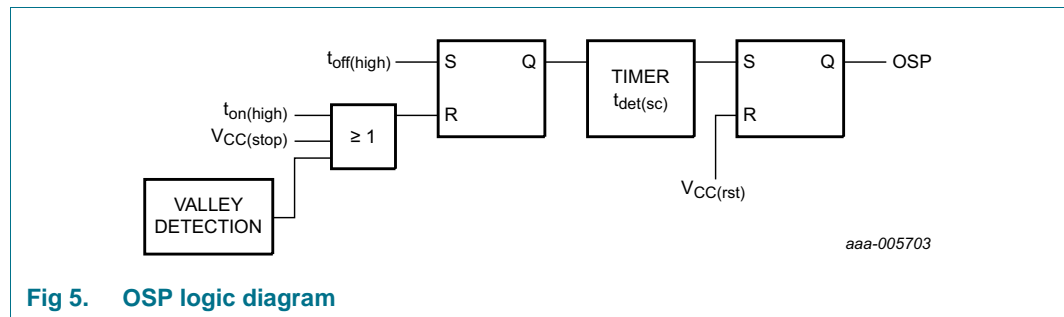 toff(high)
S
Q
TIMER
tdet(sc)
S
Q
OSP
ton(high)
VCC(stop)
≥ 1
R
R
VALLEY
DETECTION
VCC(rst)
aaa-005703
Fig 5. OSP logic diagram